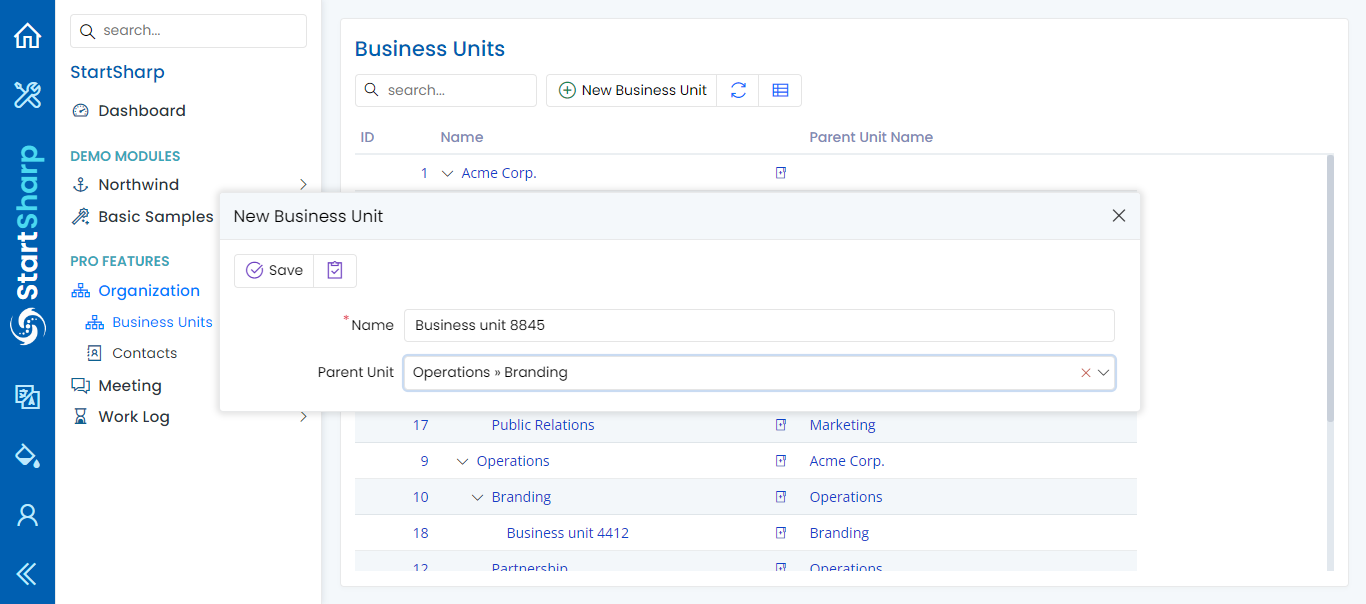 StartSharp
search...
StartSharp
Dashboard
DEMO MODULES
Northwind
Basic Samples
PRO FEATURES
Organization
Business Units
Contacts
Meeting
Work Log
Business Units
search...
New Business Unit
ID Name Parent Unit Name
1 Acme Corp.
New Business Unit
Save
*Name Business unit 8845
Parent Unit Operations » Branding
17 Public Relations Marketing
9 Operations Acme Corp.
10 Branding Operations
18 Business unit 4412 Branding
12 Partnership Operations